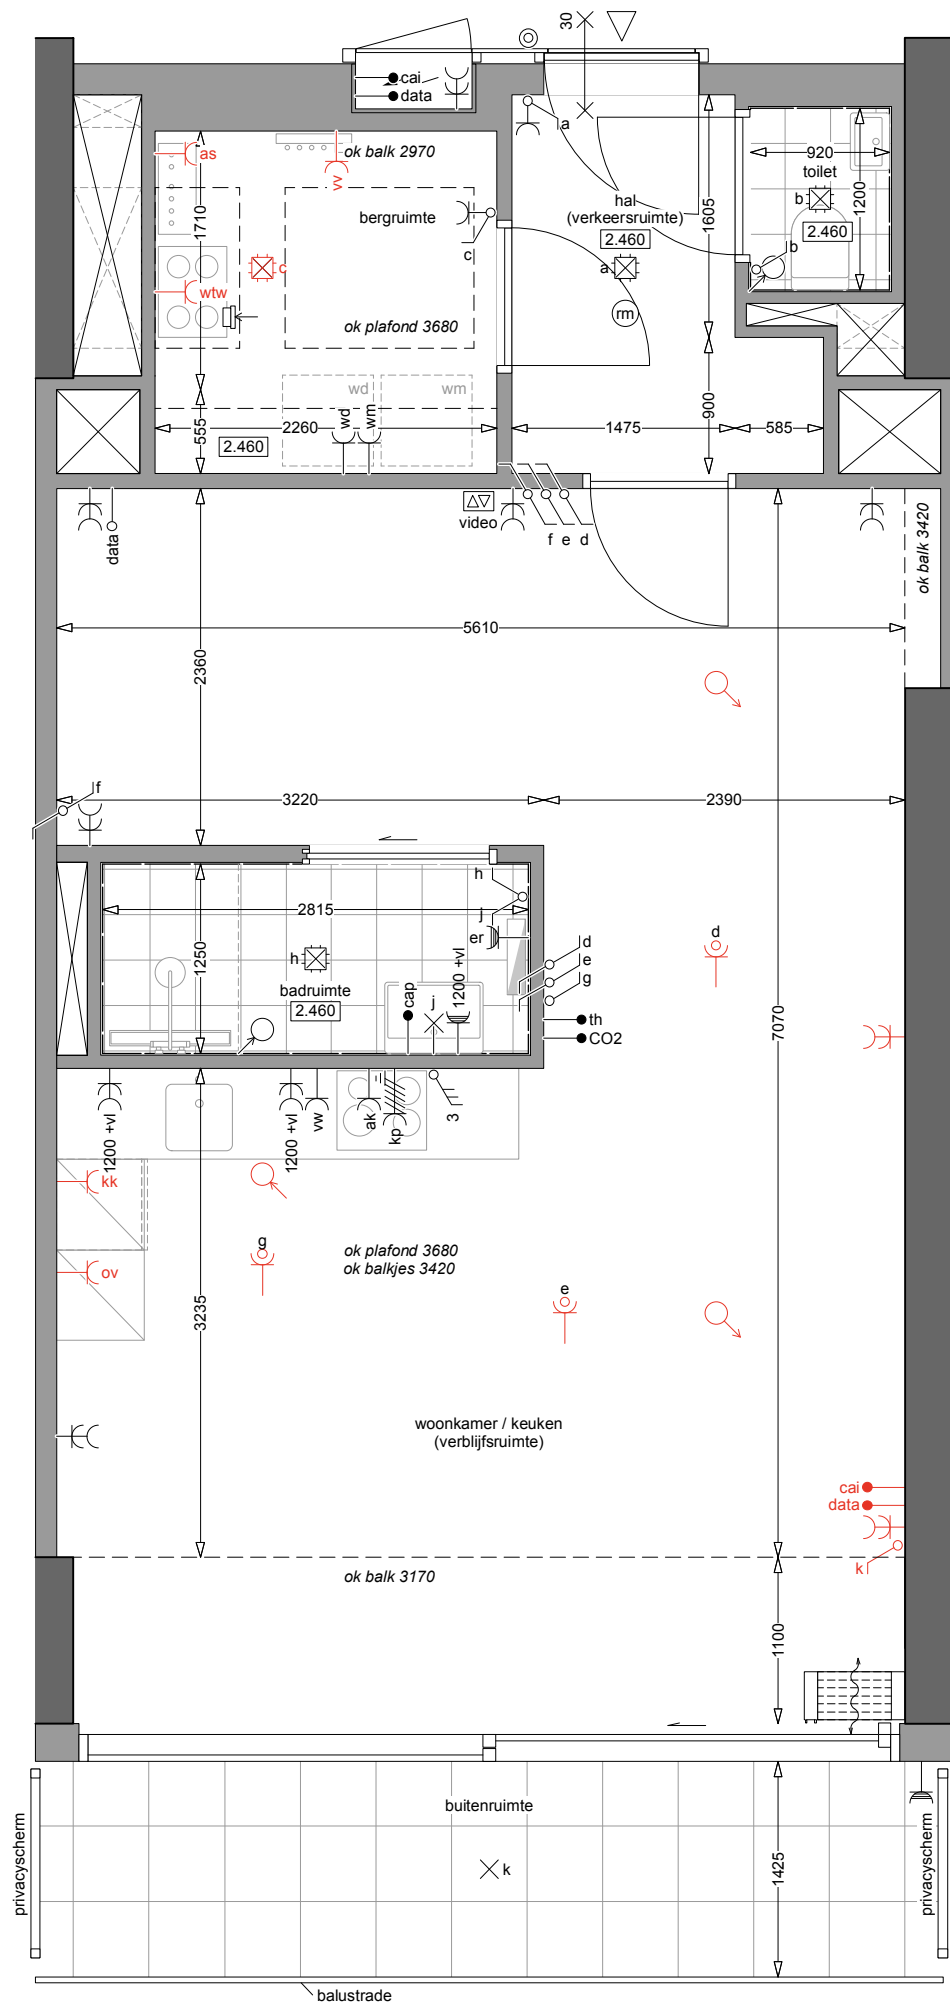 30
cai
data
a
as
vv
ok balk 2970
920
toilet
b
2.460
1200
b
1710
bergruimte
c
hal
(verkeersruimte)
2.460
a
1605
c
wtw
rm
ok plafond 3680
wd
wm
900
555
2260
2.460
wd
wm
1475
585
video
f e d
data
ok balk 3420
5610
2360
f
3220
2390
h
2815
j
er
d
d
1250
h
badruimte
2.460
cap
j
1200 +vl
e
g
th
CO2
7070
1200 +vl
1200 +vl
vw
ak
kp
3
kk
g
ok plafond 3680
ok balkjes 3420
ov
e
3235
woonkamer / keuken
(verblijfsruimte)
cai
data
k
ok balk 3170
1100
buitenruimte
privacyscherm
privacyscherm
k
1425
balustrade